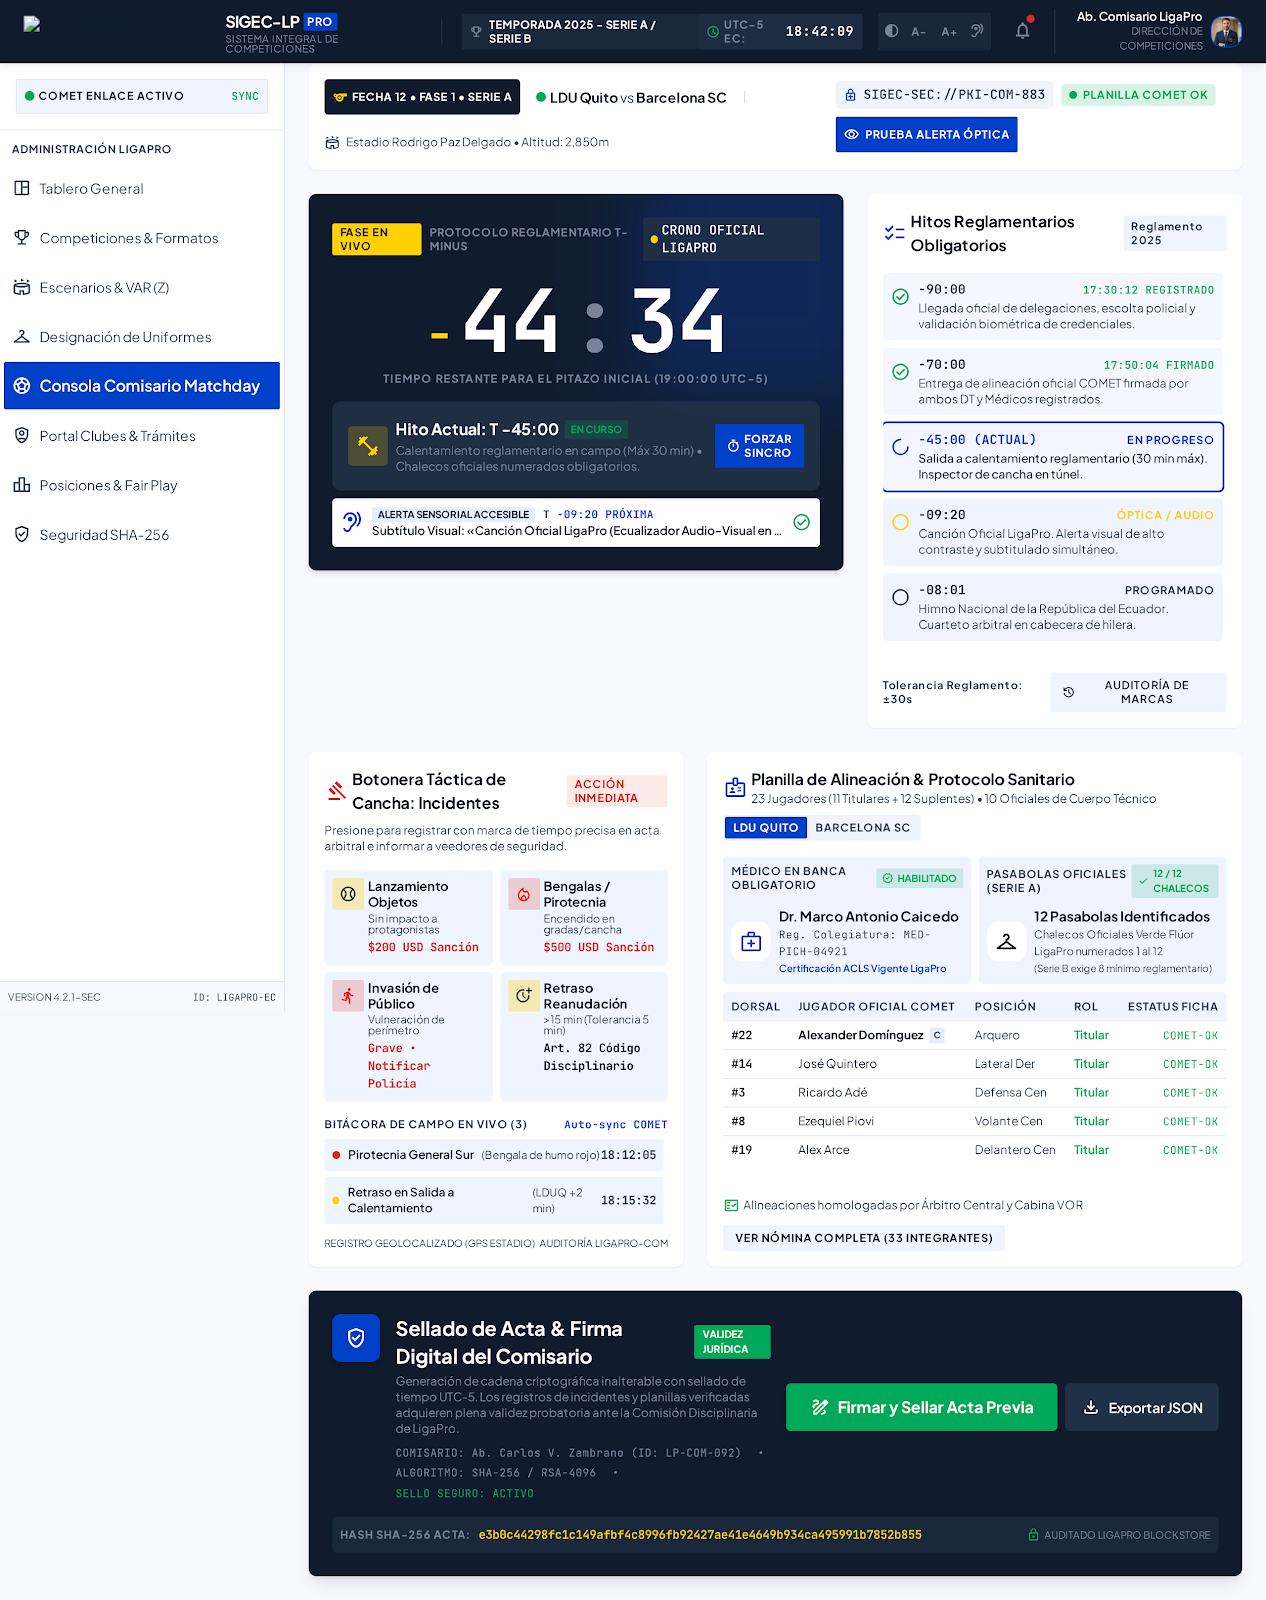 SIGEC-LP PRO
SISTEMA INTEGRAL DE
COMPETICIONES
TEMPORADA 2025 - SERIE A /
SERIE B
UTC-5
EC:
18:42:09
A-
A+
Ab. Comisario LigaPro
DIRECCIÓN DE
COMPETICIONES
COMET ENLACE ACTIVO
SYNC
ADMINISTRACIÓN LIGAPRO
Tablero General
Competiciones & Formatos
Escenarios & VAR (Z)
Designación de Uniformes
Consola Comisario Matchday
Portal Clubes & Trámites
Posiciones & Fair Play
Seguridad SHA-256
VERSION 4.2.1-SEC
ID: LIGAPRO-EC
FECHA 12 • FASE 1 • SERIE A
LDU Quito vs Barcelona SC
Estadio Rodrigo Paz Delgado • Altitud: 2,850m
SIGEC-SEC://PKI-COM-883
PLANILLA COMET OK
PRUEBA ALERTA ÓPTICA
FASE EN
VIVO
PROTOCOLO REGLAMENTARIO T-
MINUS
CRONO OFICIAL
LIGAPRO
-44:34
TIEMPO RESTANTE PARA EL PITAZO INICIAL (19:00:00 UTC-5)
Hito Actual: T -45:00 EN CURSO
Calentamiento reglamentario en campo (Máx 30 min) •
Chalecos oficiales numerados obligatorios.
FORZAR
SINCRO
ALERTA SENSORIAL ACCESIBLE T -09:20 PRÓXIMA
Subtítulo Visual: «Canción Oficial LigaPro (Ecualizador Audio-Visual en ...
Hitos Reglamentarios
Obligatorios
Reglamento
2025
-90:00
17:30:12 REGISTRADO
Llegada oficial de delegaciones, escolta policial y
validación biométrica de credenciales.
-70:00
17:50:04 FIRMADO
Entrega de alineación oficial COMET firmada por
ambos DT y Médicos registrados.
-45:00 (ACTUAL)
EN PROGRESO
Salida a calentamiento reglamentario (30 min máx).
Inspector de cancha en túnel.
-09:20
ÓPTICA / AUDIO
Canción Oficial LigaPro. Alerta visual de alto
contraste y subtitulado simultáneo.
-08:01
PROGRAMADO
Himno Nacional de la República del Ecuador.
Cuarteto arbitral en cabecera de hilera.
Tolerancia Reglamento:
±30s
AUDITORÍA DE
MARCAS
Botonera Táctica de
Cancha: Incidentes
ACCIÓN
INMEDIATA
Presione para registrar con marca de tiempo precisa en acta
arbitral e informar a veedores de seguridad.
Lanzamiento
Objetos
Sin impacto a
protagonistas
$200 USD Sanción
Bengalas /
Pirotecnia
Encendido en
gradas/cancha
$500 USD Sanción
Invasión de
Público
Vulneración de
perímetro
Grave •
Notificar
Policía
Retraso
Reanudación
>15 min (Tolerancia 5
min)
Art. 82 Código
Disciplinario
BITÁCORA DE CAMPO EN VIVO (3)
Auto-sync COMET
Pirotecnia General Sur (Bengala de humo rojo) 18:12:05
Retraso en Salida a
Calentamiento
(LDUQ +2
min)
18:15:32
REGISTRO GEOLOCALIZADO (GPS ESTADIO)
AUDITORÍA LIGAPRO-COM
Planilla de Alineación & Protocolo Sanitario
23 Jugadores (11 Titulares + 12 Suplentes) • 10 Oficiales de Cuerpo Técnico
LDU QUITO
BARCELONA SC
MÉDICO EN BANCA
OBLIGATORIO
HABILITADO
Dr. Marco Antonio Caicedo
Reg. Colegiatura: MED-
PICH-04921
Certificación ACLS Vigente LigaPro
PASABOLAS OFICIALES
(SERIE A)
12 / 12
CHALECOS
12 Pasabolas Identificados
Chalecos Oficiales Verde Flúor
LigaPro numerados 1 al 12
(Serie B exige 8 mínimo reglamentario)
DORSAL JUGADOR OFICIAL COMET POSICIÓN ROL ESTATUS FICHA
#22 Alexander Domínguez C Arquero Titular COMET-OK
#14 José Quintero Lateral Der Titular COMET-OK
#3 Ricardo Adé Defensa Cen Titular COMET-OK
#8 Ezequiel Piovi Volante Cen Titular COMET-OK
#19 Alex Arce Delantero Cen Titular COMET-OK
Alineaciones homologadas por Árbitro Central y Cabina VOR
VER NÓMINA COMPLETA (33 INTEGRANTES)
Sellado de Acta & Firma
Digital del Comisario
VALIDEZ
JURÍDICA
Generación de cadena criptográfica inalterable con sellado de
tiempo UTC-5. Los registros de incidentes y planillas verificadas
adquieren plena validez probatoria ante la Comisión Disciplinaria
de LigaPro.
COMISARIO: Ab. Carlos V. Zambrano (ID: LP-COM-092) •
ALGORITMO: SHA-256 / RSA-4096 •
SELLO SEGURO: ACTIVO
Firmar y Sellar Acta Previa
Exportar JSON
HASH SHA-256 ACTA: e3b0c44298fc1c149afbf4c8996fb92427ae41e4649b934ca495991b7852b855
AUDITADO LIGAPRO BLOCKSTORE